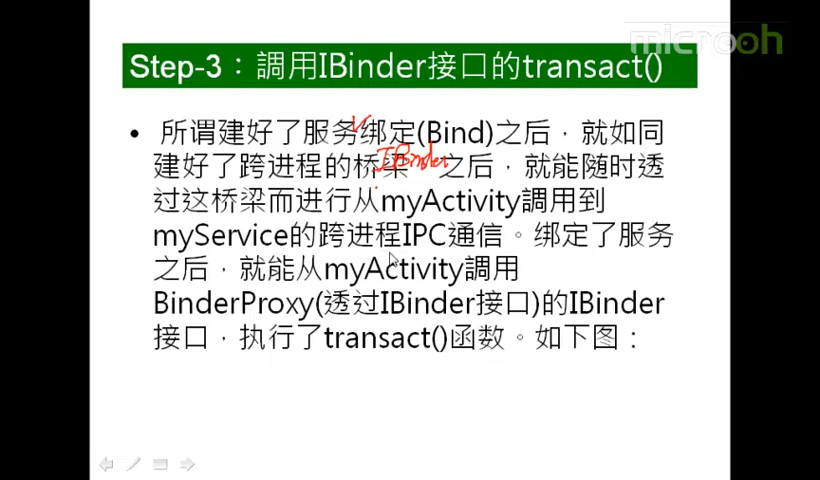 microoh
Step-3：調用IBinder接口的transact()
• 所谓建好了服务绑定(Bind)之后，就如同
建好了跨进程的桥梁 IBinder 之后，就能随时透
过这桥梁而进行从myActivity調用到
myService的跨进程IPC通信。绑定了服务
之后，就能从myActivity調用
BinderProxy(透过IBinder接口)的IBinder
接口，执行了transact()函数。如下图：